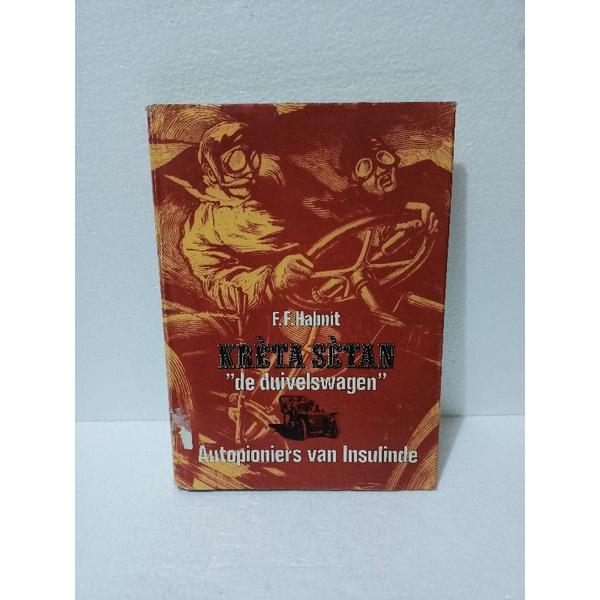 F.F. Habnit
KRÈTA SÈTAN
"de duivelswagen"
Autopioniers van Insulinde